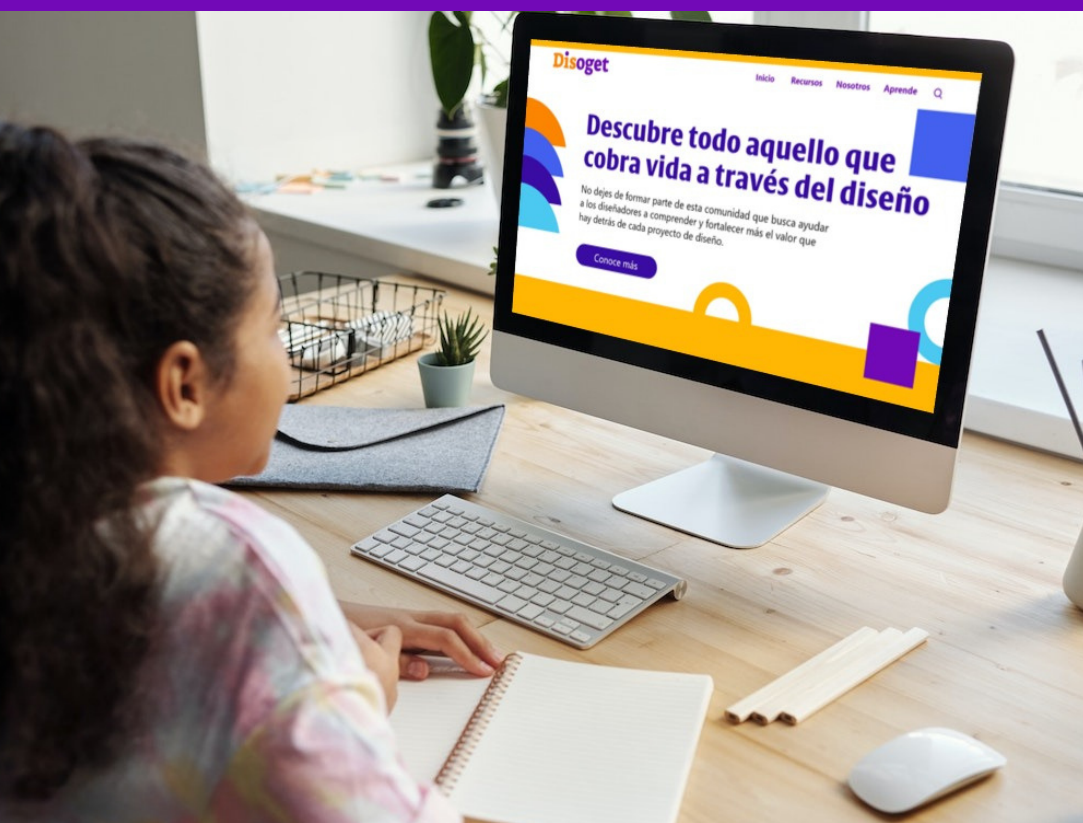 Disoget
Inicio Recursos Nosotros Aprende
Descubre todo aquello que
cobra vida a través del diseño
No dejes de formar parte de esta comunidad que busca ayudar
a los diseñadores a comprender y fortalecer más el valor que
hay detrás de cada proyecto de diseño.
Conoce más